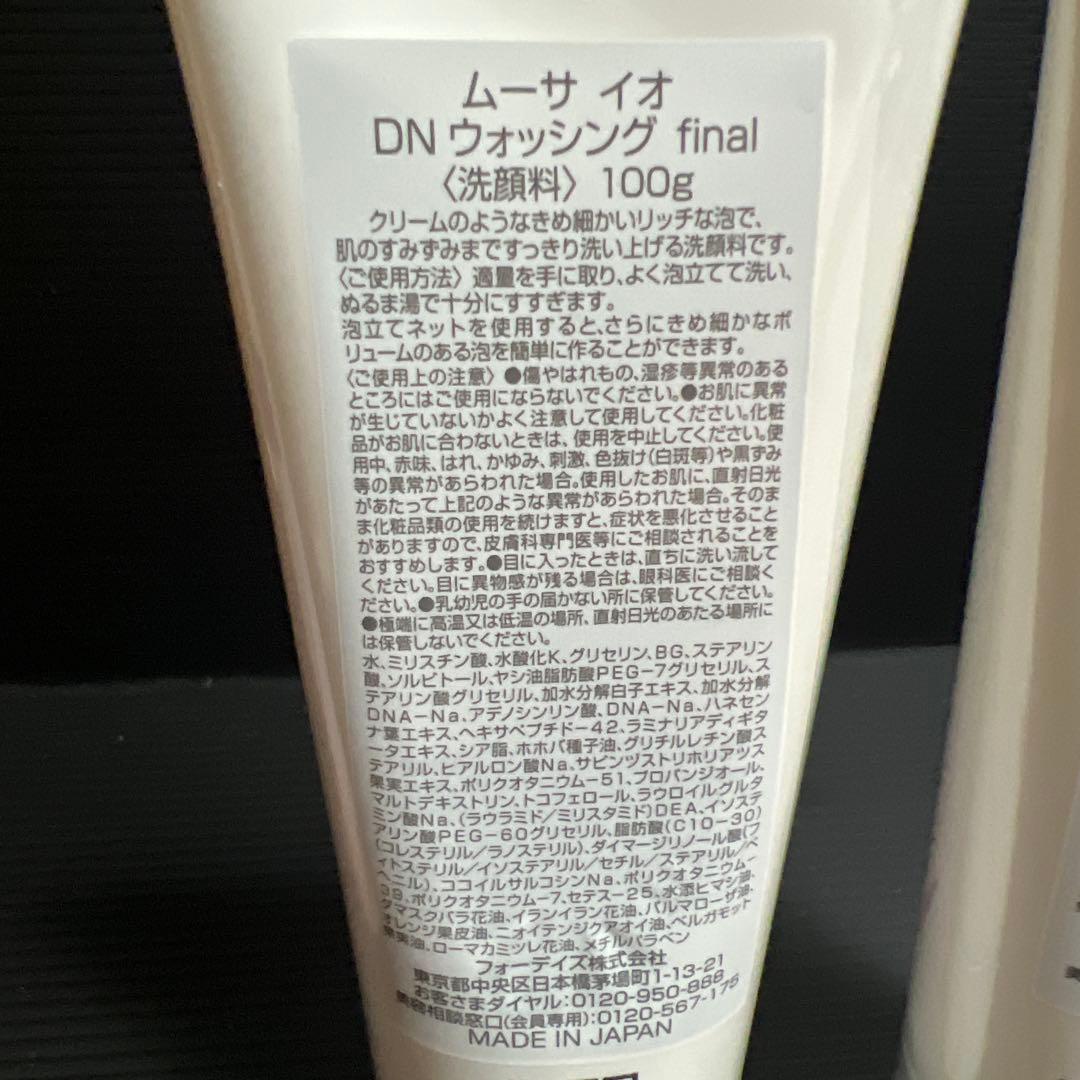 ムーサ イオ
DN ウォッシング final
〈洗顔料〉 100g
クリームのようなきめ細かいリッチな泡で、
肌のすみずみまですっきり洗い上げる洗顔料です。
〈ご使用方法〉適量を手に取り、よく泡立てて洗い、
ぬるま湯で十分にすすぎます。
泡立てネットを使用すると、さらにきめ細かなボ
リュームのある泡を簡単に作ることができます。
〈ご使用上の注意〉●傷やはれもの、湿疹等異常のある
ところにはご使用にならないでください。●お肌に異常
が生じていないかよく注意して使用してください。化粧
品がお肌に合わないときは、使用を中止してください。使
用中、赤味、はれ、かゆみ、刺激、色抜け(白斑等)や黒ずみ
等の異常があらわれた場合。使用したお肌に、直射日光
があたって上記のような異常があらわれた場合。そのま
ま化粧品類の使用を続けますと、症状を悪化させること
がありますので、皮膚科専門医等にご相談されることを
おすすめします。●目に入ったときは、直ちに洗い流して
ください。目に異物感が残る場合は、眼科医にご相談く
ださい。●乳幼児の手の届かない所に保管してください。
●極端に高温又は低温の場所、直射日光のあたる場所に
は保管しないでください。
水、ミリスチン酸、水酸化K、グリセリン、BG、ステアリン
酸、ソルビトール、ヤシ油脂肪酸PEG-7グリセリル、ス
テアリン酸グリセリル、加水分解白子エキス、加水分解
DNA-Na、アデノシンリン酸、DNA-Na、ハネセン
ナ葉エキス、ヘキサペプチド-42、ラミナリアディギタ
ータエキス、シア脂、ホホバ種子油、グリチルレチン酸ス
テアリル、ヒアルロン酸Na、サピンヅストリホリアツス
果実エキス、ポリクオタニウム-51、プロパンジオール、
マルトデキストリン、トコフェロール、ラウロイルグルタ
ミン酸Na、(ラウラミド/ミリスタミド)DEA、イソステ
アリン酸PEG-60グリセリル、脂肪酸(C10-30)
(コレステリル/ラノステリル)、ダイマージリノール酸(フ
ィトステリル/イソステアリル/セチル/ステアリル/ベ
ヘニル)、ココイルサルコシンNa、ポリクオタニウム-
39、ポリクオタニウム-7、セテス-25、水添ヒマシ油、
ダマスクバラ花油、イランイラン花油、パルマローザ油、
オレンジ果皮油、ニオイテンジクアオイ油、ベルガモット
果実油、ローマカミツレ花油、メチルパラベン
フォーデイズ株式会社
東京都中央区日本橋茅場町1-13-21
お客さまダイヤル:0120-950-888
美容相談窓口(会員専用):0120-567-175
MADE IN JAPAN